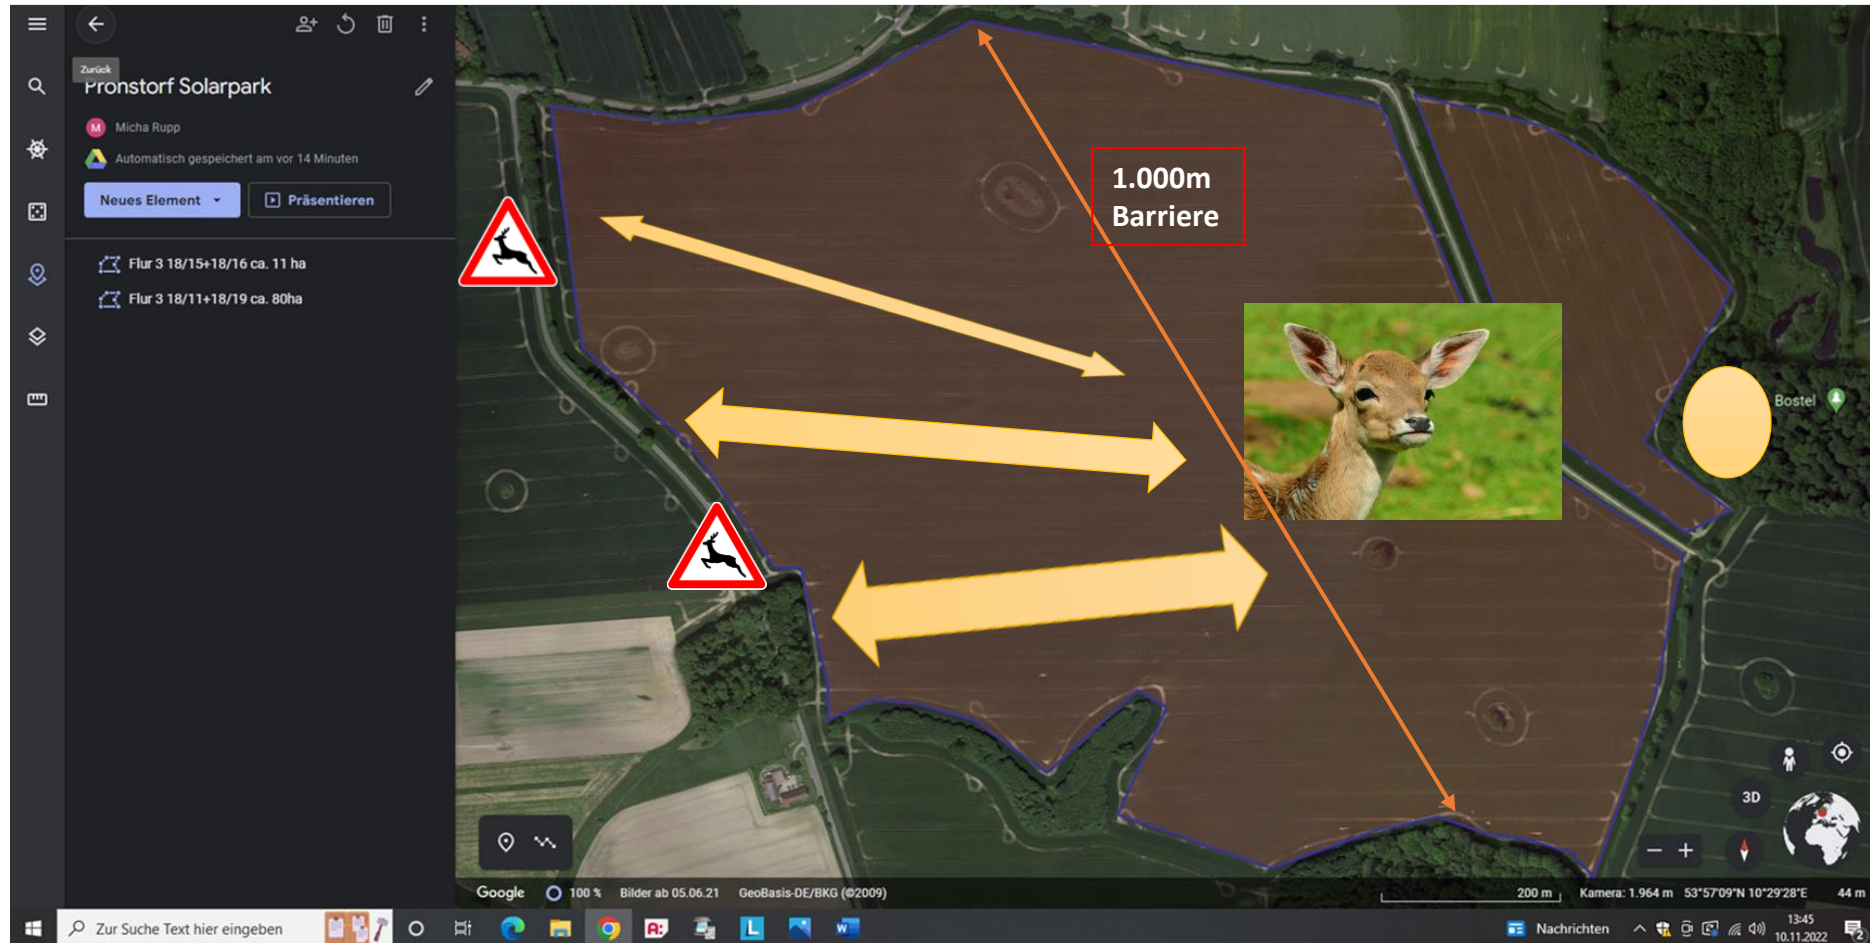 Zurück
Pronstorf Solarpark
M Micha Rupp
Automatisch gespeichert am vor 14 Minuten
Neues Element
Präsentieren
Flur 3 18/15+18/16 ca. 11 ha
Flur 3 18/11+18/19 ca. 80ha
1.000m
Barriere
Bostel
3D
Google 100 % Bilder ab 05.06.21 GeoBasis-DE/BKG (©2009) 200 m Kamera: 1.964 m 53°57'09"N 10°29'28"E 44 m
Zur Suche Text hier eingeben
A:
L
W
Nachrichten
13:45
10.11.2022
2